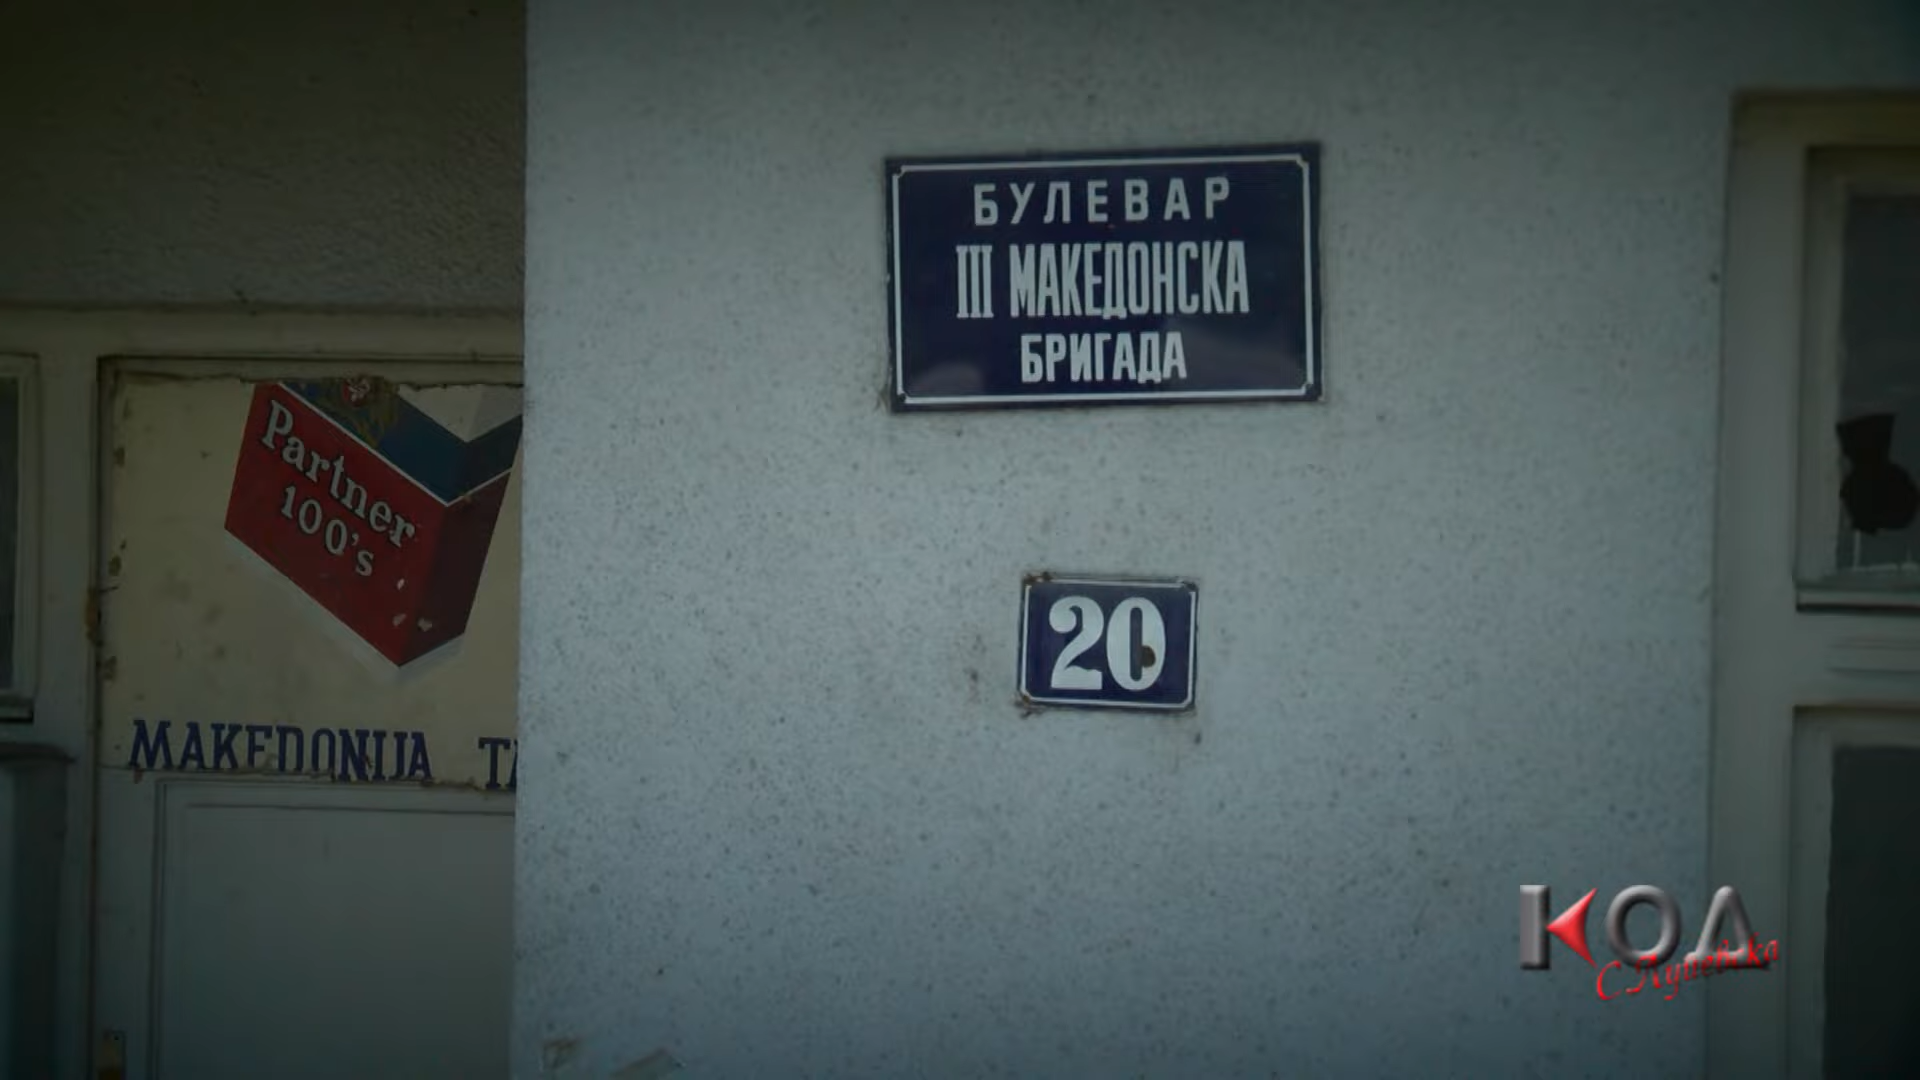 БУЛЕВАР
III МАКЕДОНСКА
БРИГАДА
20
Partner
100's
MAKEDONIJA
КОД